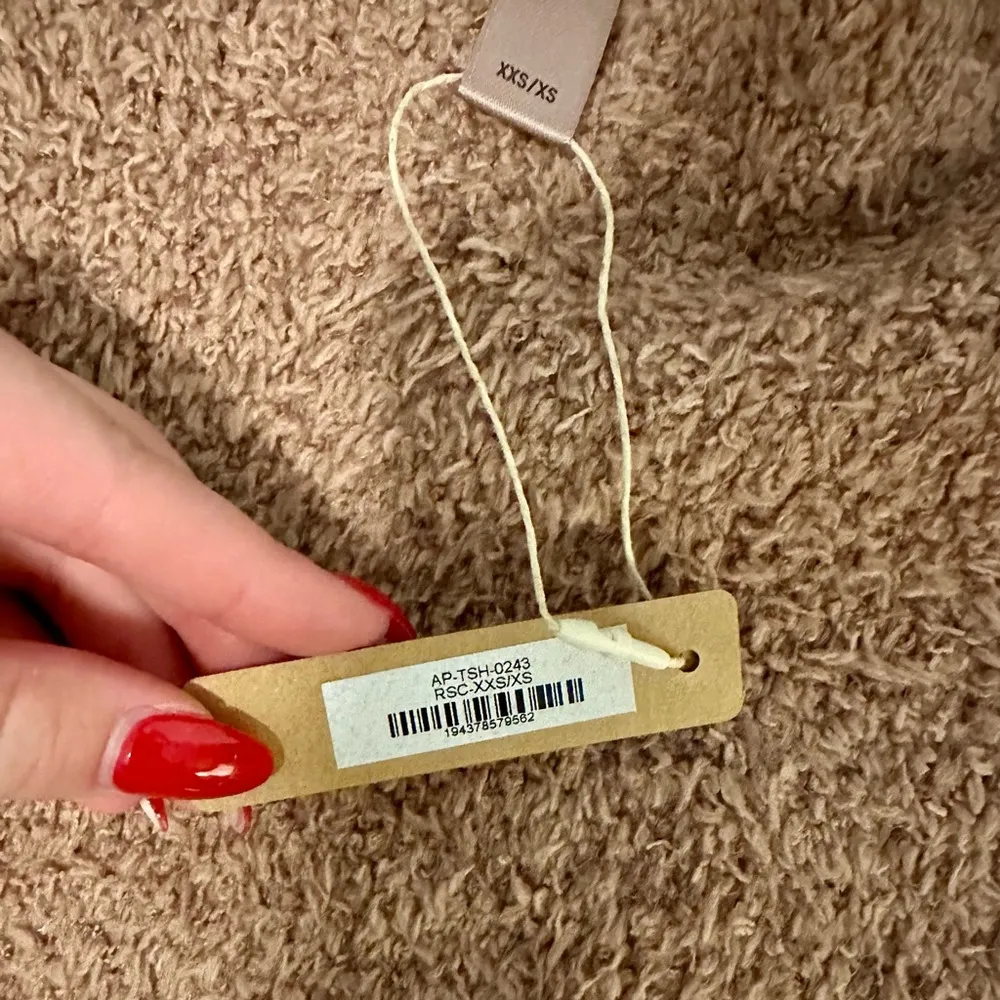 XXS/XS
AP-TSH-0243
RSC-XXS/XS
194378579562